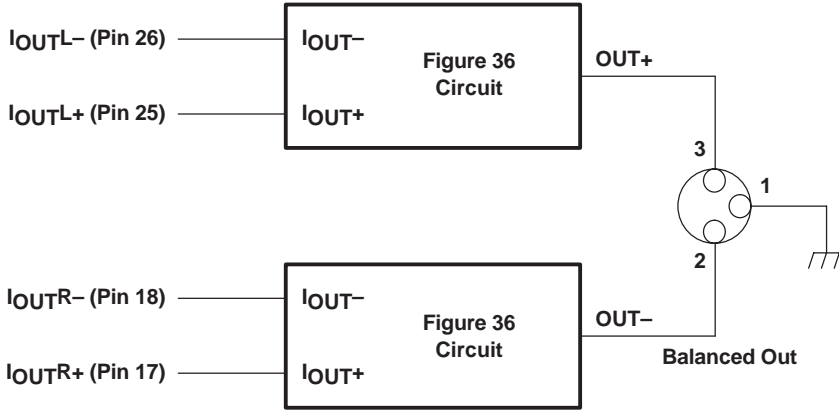 IOUTL– (Pin 26)
IOUT–
Figure 36
Circuit
OUT+
IOUTL+ (Pin 25)
IOUT+
3
1
2
IOUTR– (Pin 18)
IOUT–
Figure 36
Circuit
OUT–
Balanced Out
IOUTR+ (Pin 17)
IOUT+